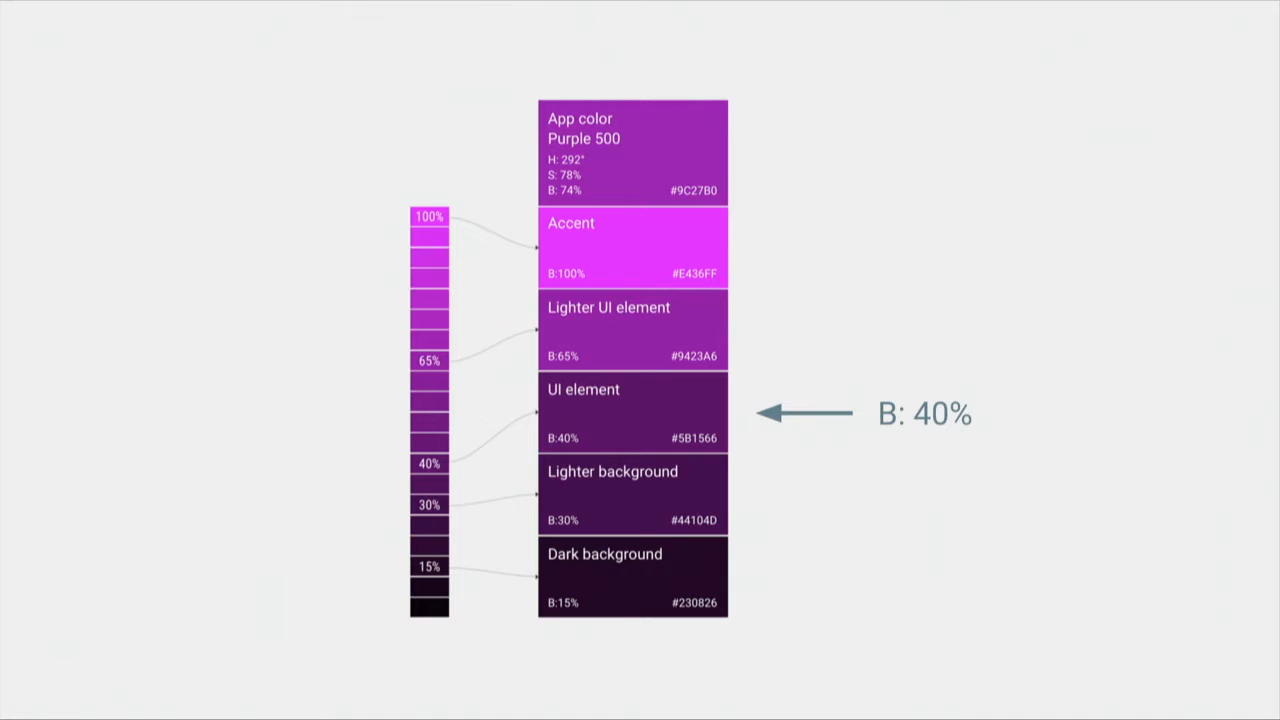 App color
Purple 500
H: 292°
S: 78%
B: 74% #9C27B0
100%
Accent
B:100% #E436FF
Lighter UI element
65%
B:65% #9423A6
UI element
B: 40%
B:40% #5B1566
40%
Lighter background
30%
B:30% #44104D
Dark background
15%
B:15% #230826